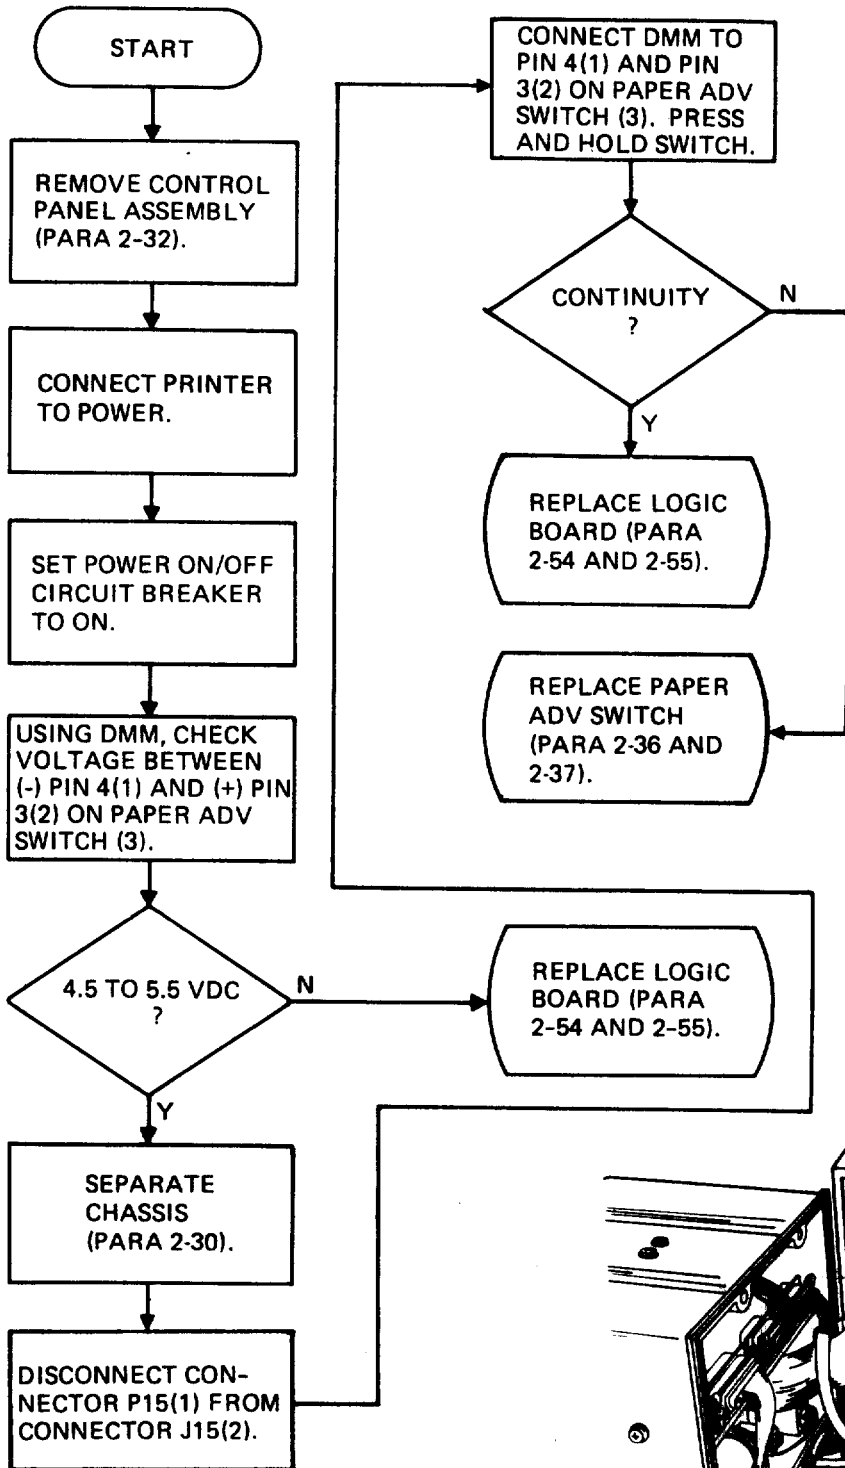 START
REMOVE CONTROL
PANEL ASSEMBLY
(PARA 2-32).
CONNECT PRINTER
TO POWER.
SET POWER ON/OFF
CIRCUIT BREAKER
TO ON.
USING DMM, CHECK
VOLTAGE BETWEEN
(-) PIN 4(1) AND (+) PIN
3(2) ON PAPER ADV
SWITCH (3).
4.5 TO 5.5 VDC
?
N
REPLACE LOGIC
BOARD (PARA
2-54 AND 2-55).
Y
SEPARATE
CHASSIS
(PARA 2-30).
DISCONNECT CON-
NECTOR P15(1) FROM
CONNECTOR J15(2).
CONNECT DMM TO
PIN 4(1) AND PIN
3(2) ON PAPER ADV
SWITCH (3). PRESS
AND HOLD SWITCH.
CONTINUITY
?
N
Y
REPLACE LOGIC
BOARD (PARA
2-54 AND 2-55).
REPLACE PAPER
ADV SWITCH
(PARA 2-36 AND
2-37).